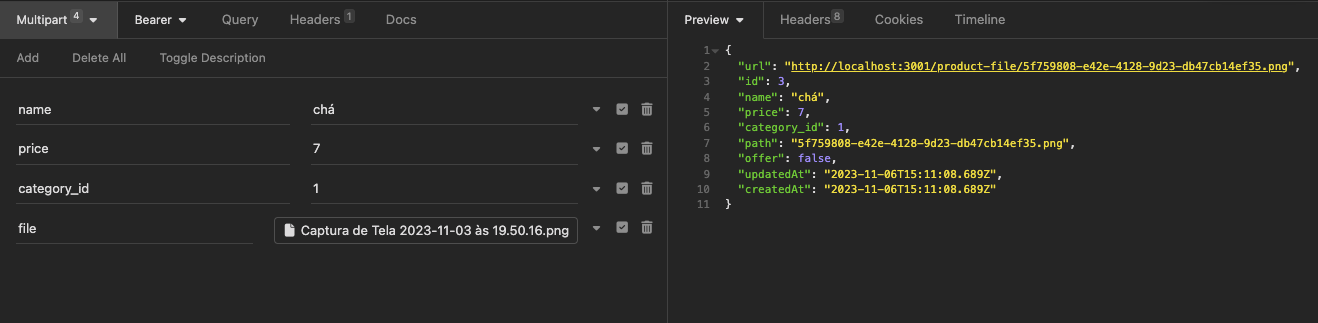 Multipart 4 Bearer Query Headers 1 Docs
Add Delete All Toggle Description
name chá
price 7
category_id 1
file Captura de Tela 2023-11-03 às 19.50.16.png
Preview Headers 8 Cookies Timeline
1 {
2 "url": "http://localhost:3001/product-file/5f759808-e42e-4128-9d23-db47cb14ef35.png",
3 "id": 3,
4 "name": "chá",
5 "price": 7,
6 "category_id": 1,
7 "path": "5f759808-e42e-4128-9d23-db47cb14ef35.png",
8 "offer": false,
9 "updatedAt": "2023-11-06T15:11:08.689Z",
10 "createdAt": "2023-11-06T15:11:08.689Z"
11 }